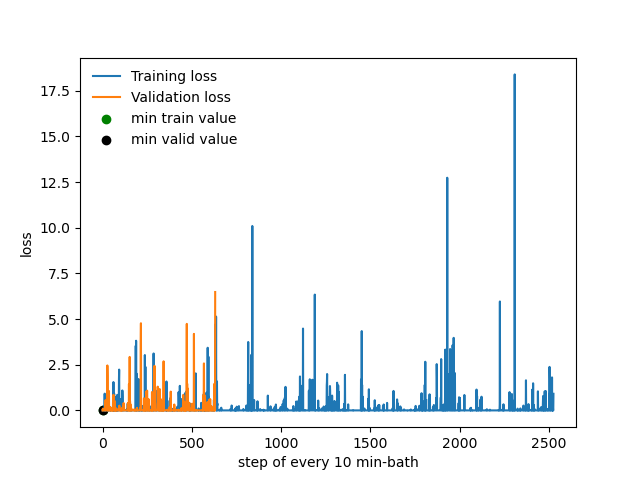 Training loss
Validation loss
min train value
min valid value
17.5
15.0
12.5
10.0
7.5
5.0
2.5
0.0
loss
0 500 1000 1500 2000 2500
step of every 10 min-bath